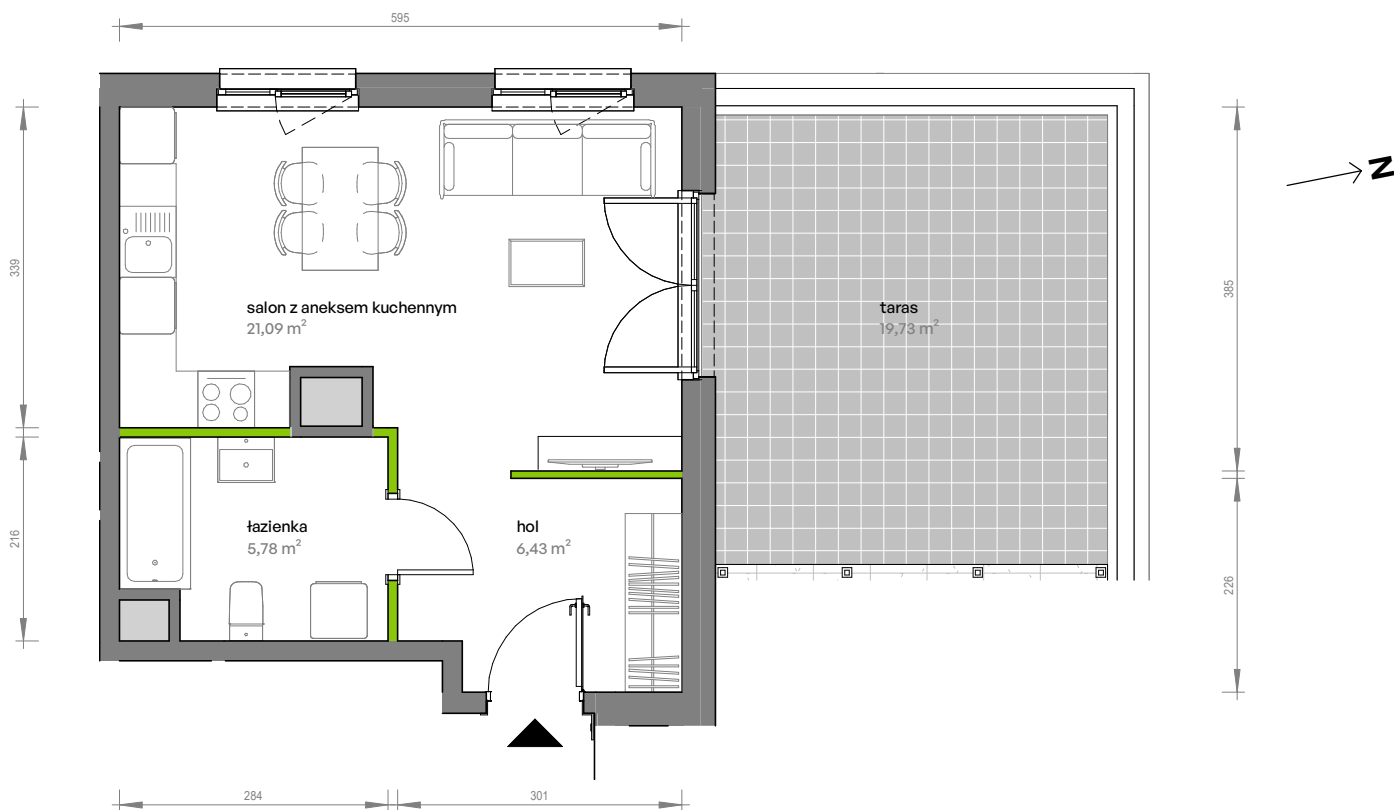 595
N
339
385
salon z aneksem kuchennym
21,09 m²
taras
19,73 m²
216
łazienka
5,78 m²
hol
6,43 m²
226
284
301